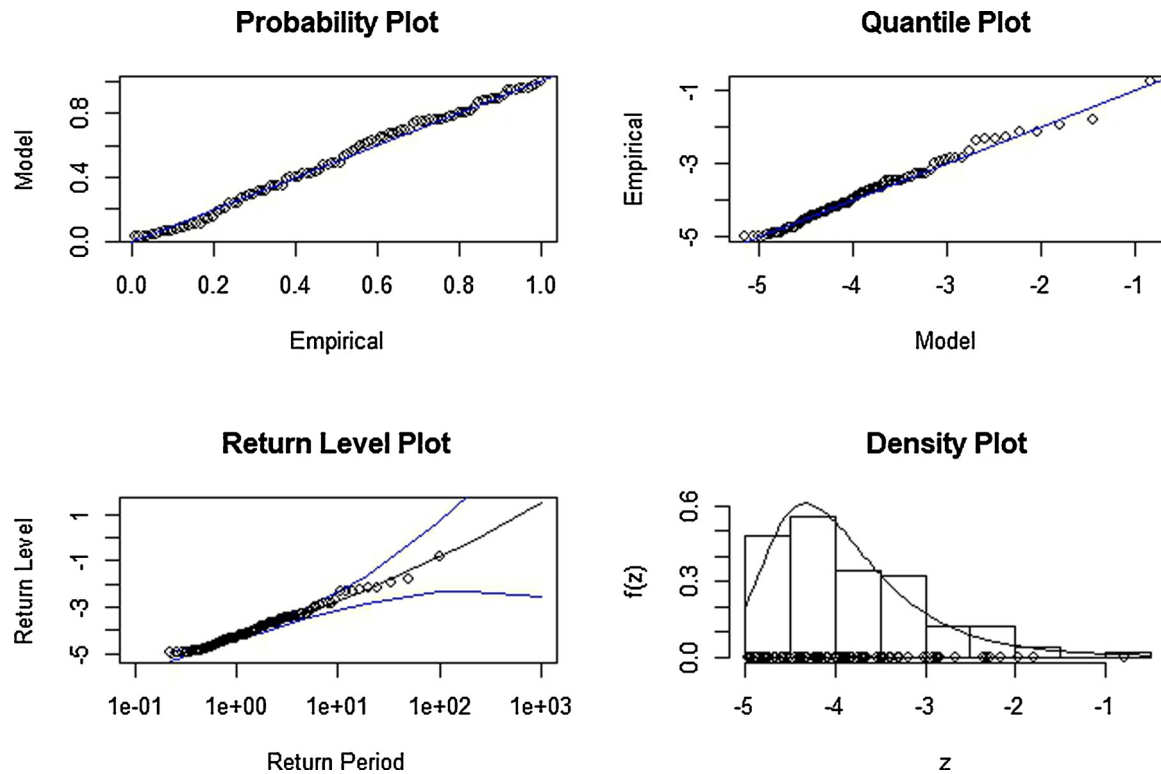 Probability Plot
Model
0.0 0.4 0.8
0.0 0.2 0.4 0.6 0.8 1.0
Empirical
Quantile Plot
Empirical
-5 -3 -1
-5 -4 -3 -2 -1
Model
Return Level Plot
Return Level
-5 -3 -1 1
1e-01 1e+00 1e+01 1e+02 1e+03
Return Period
Density Plot
f(z)
0.0 0.3 0.6
-5 -4 -3 -2 -1
z